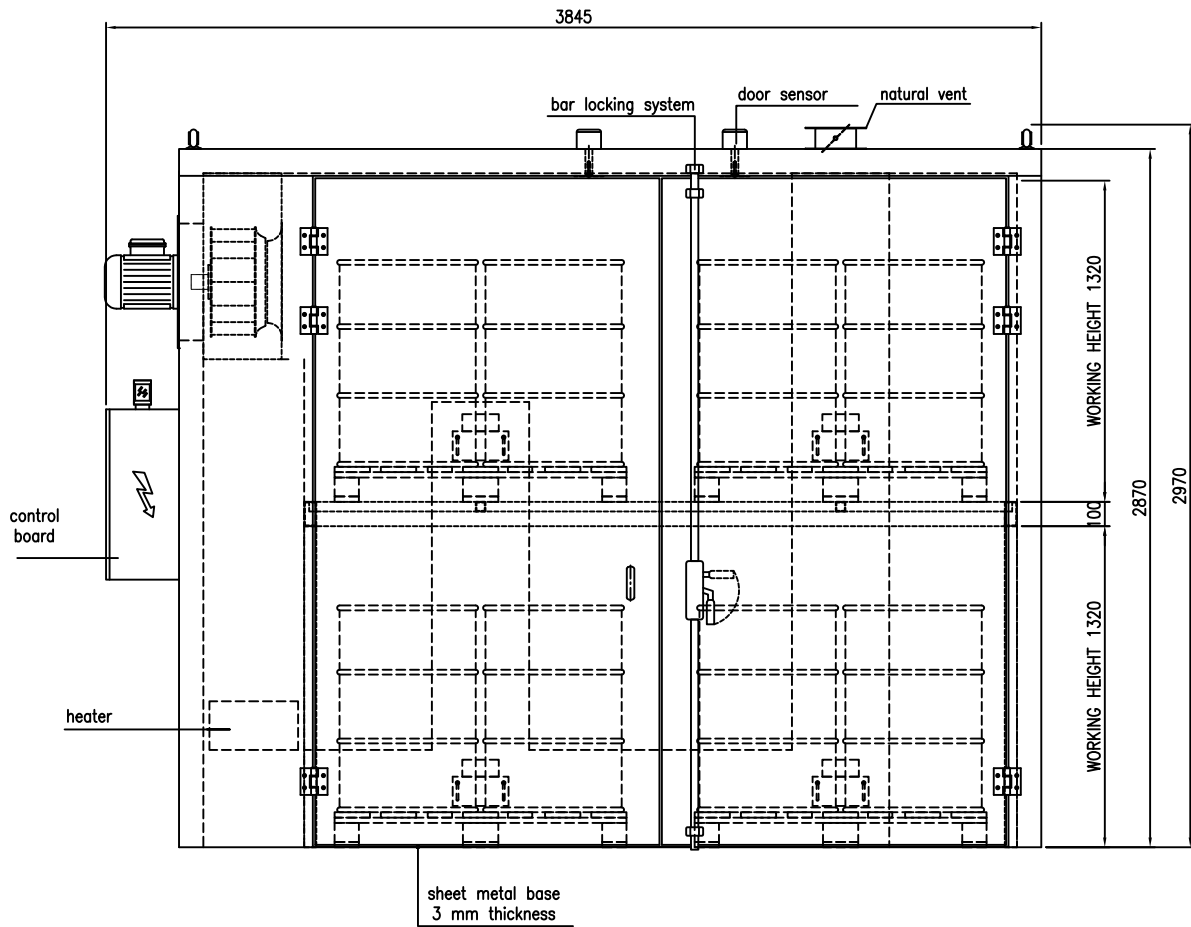 3845
bar locking system
door sensor
natural vent
WORKING HEIGHT 1320
100
2870
2970
control
board
WORKING HEIGHT 1320
heater
sheet metal base
3 mm thickness